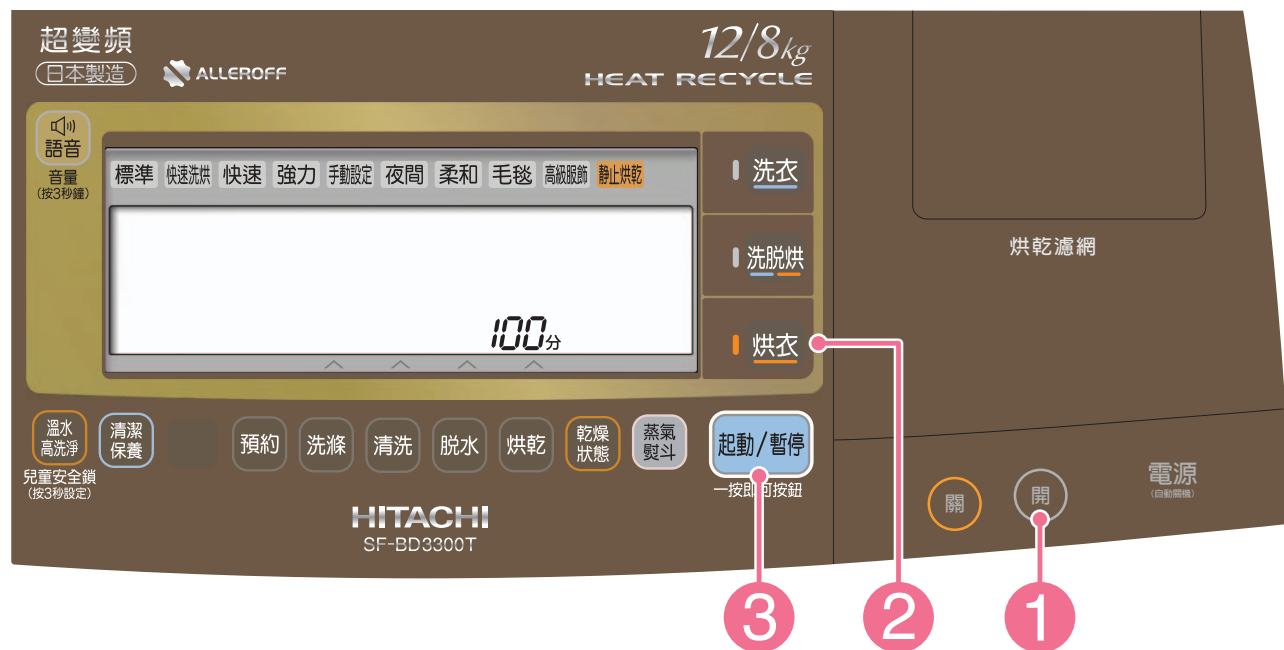 超變頻
日本製造
ALLEROFF
12/8kg
HEAT RECYCLE
語音
音量
(按3秒鐘)
標準 快速洗烘 快速 強力 手動設定 夜間 柔和 毛毯 高級服飾 靜止烘乾
100分
洗衣
洗脫烘
烘衣
烘乾濾網
溫水
高洗淨
兒童安全鎖
(按3秒設定)
清潔
保養
預約
洗滌
清洗
脫水
烘乾
乾燥
狀態
蒸氣
熨斗
起動/暫停
一按即可按鈕
HITACHI
SF-BD3300T
關
開
電源
(自動關機)
3
2
1